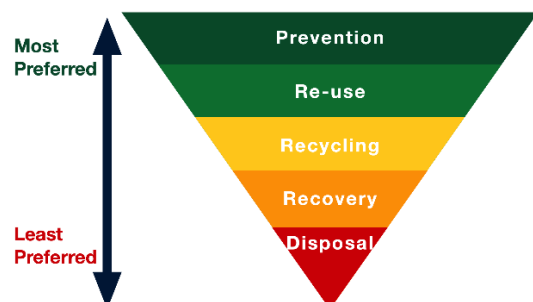 Most
Preferred
Prevention
Re-use
Recycling
Recovery
Least
Preferred
Disposal